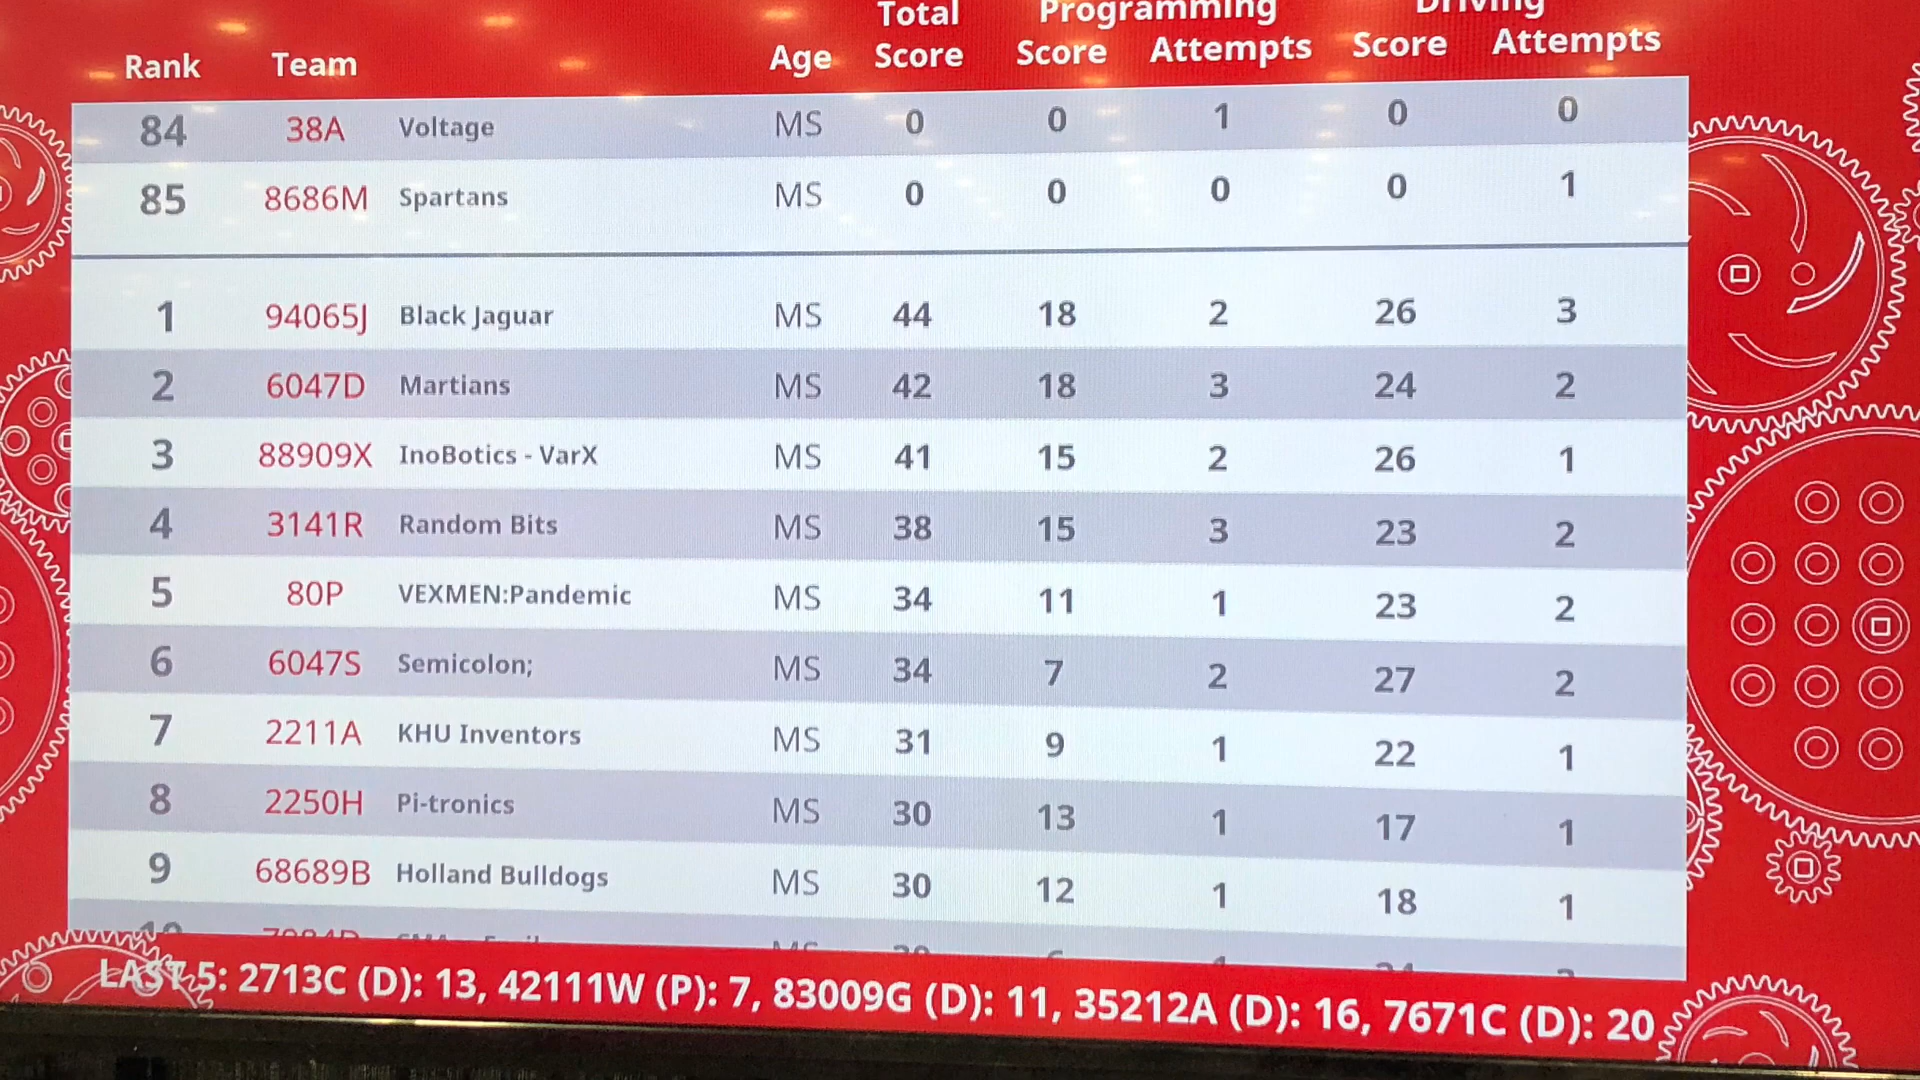 Total Programming Driving
Rank Team Age Score Score Attempts Score Attempts
84 38A Voltage MS 0 0 1 0 0
85 8686M Spartans MS 0 0 0 0 1
1 94065J Black Jaguar MS 44 18 2 26 3
2 6047D Martians MS 42 18 3 24 2
3 88909X InoBotics - VarX MS 41 15 2 26 1
4 3141R Random Bits MS 38 15 3 23 2
5 80P VEXMEN:Pandemic MS 34 11 1 23 2
6 6047S Semicolon; MS 34 7 2 27 2
7 2211A KHU Inventors MS 31 9 1 22 1
8 2250H Pi-tronics MS 30 13 1 17 1
9 68689B Holland Bulldogs MS 30 12 1 18 1
LAST 5: 2713C (D): 13, 42111W (P): 7, 83009G (D): 11, 35212A (D): 16, 7671C (D): 20